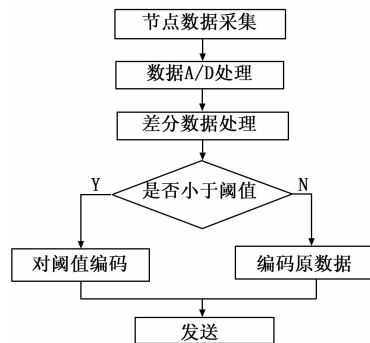 节点数据采集
数据A/D处理
差分数据处理
是否小于阈值
Y
N
对阈值编码
编码原数据
发送